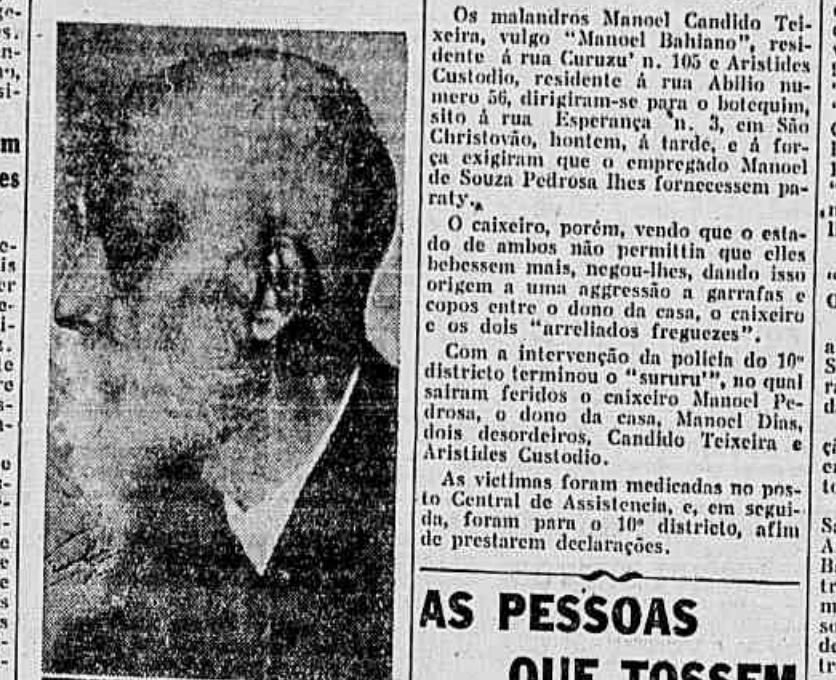 Os malandros Manoel Candido Tei-
xeira, vulgo "Manoel Bahiano", resi-
dente á rua Curuzu' n. 105 e Aristides
Custodio, residente á rua Abilio nu-
mero 56, dirigiram-se para o botequim,
sito á rua Esperança n. 3, em São
Christovão, hontem, á tarde, e á for-
ça exigiram que o empregado Manoel
de Souza Pedrosa lhes fornecessem pa-
raty.
O caixeiro, porém, vendo que o esta-
do de ambos não permittia que elles
bebessem mais, negou-lhes, dando isso
origem a uma aggressão a garrafas e
copos entre o dono da casa, o caixeiro
e os dois "arreliados freguezes".
Com a intervenção da policia do 10º
districto terminou o "sururu'", no qual
sairam feridos o caixeiro Manoel Pe-
drosa, o dono da casa, Manoel Dias,
dois desordeiros, Candido Teixeira e
Aristides Custodio.
As victimas foram medicadas no pos-
to Central de Assistencia, e, em segui-
da, foram para o 10º districto, afim
de prestarem declarações.
AS PESSOAS
QUE TOSSEM